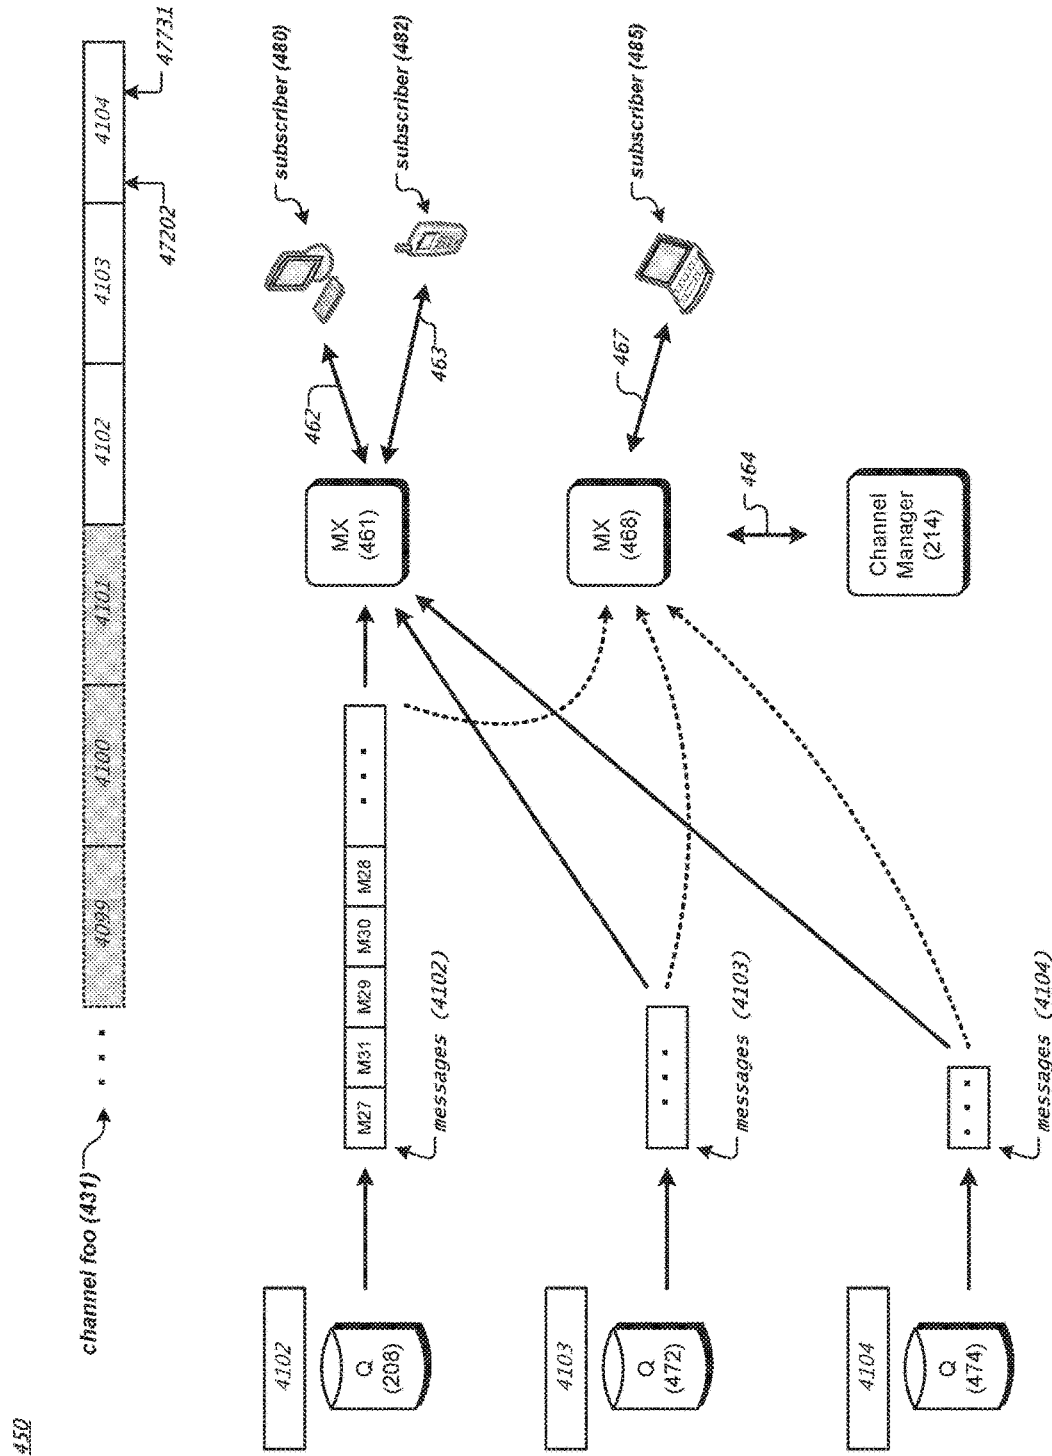 450
channel foo (431)
. . .
4099
4100
4101
4102
4103
4104
47202
47731
4102
Q
(208)
M27
M31
M29
M30
M28
. . .
messages (4102)
MX
(461)
462
463
subscriber (480)
subscriber (482)
4103
Q
(472)
. . .
messages (4103)
MX
(468)
467
subscriber (485)
464
4104
Q
(474)
. . .
messages (4104)
Channel
Manager
(214)